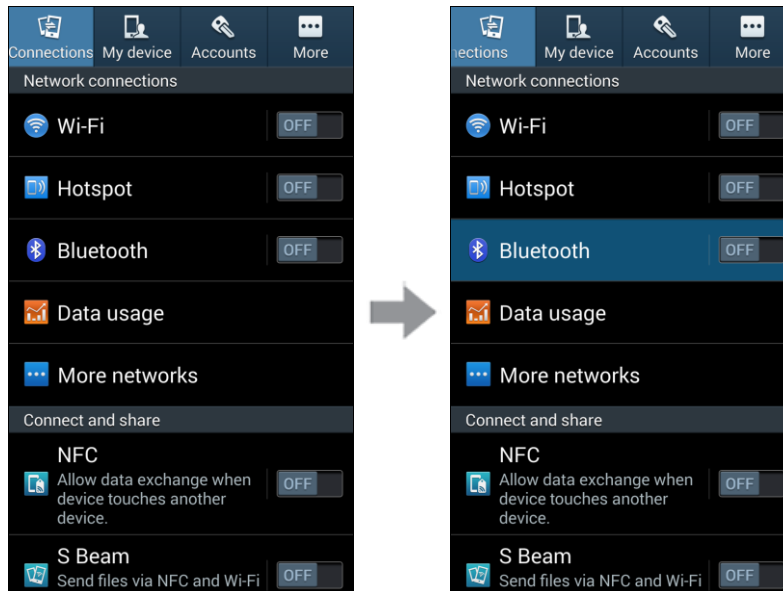 Connections My device Accounts More
Network connections
Wi-Fi OFF
Hotspot OFF
Bluetooth OFF
Data usage
More networks
Connect and share
NFC
Allow data exchange when
device touches another
device.
OFF
S Beam
Send files via NFC and Wi-Fi OFF
nections My device Accounts More
Network connections
Wi-Fi OFF
Hotspot OFF
Bluetooth OFF
Data usage
More networks
Connect and share
NFC
Allow data exchange when
device touches another
device.
OFF
S Beam
Send files via NFC and Wi-Fi OFF